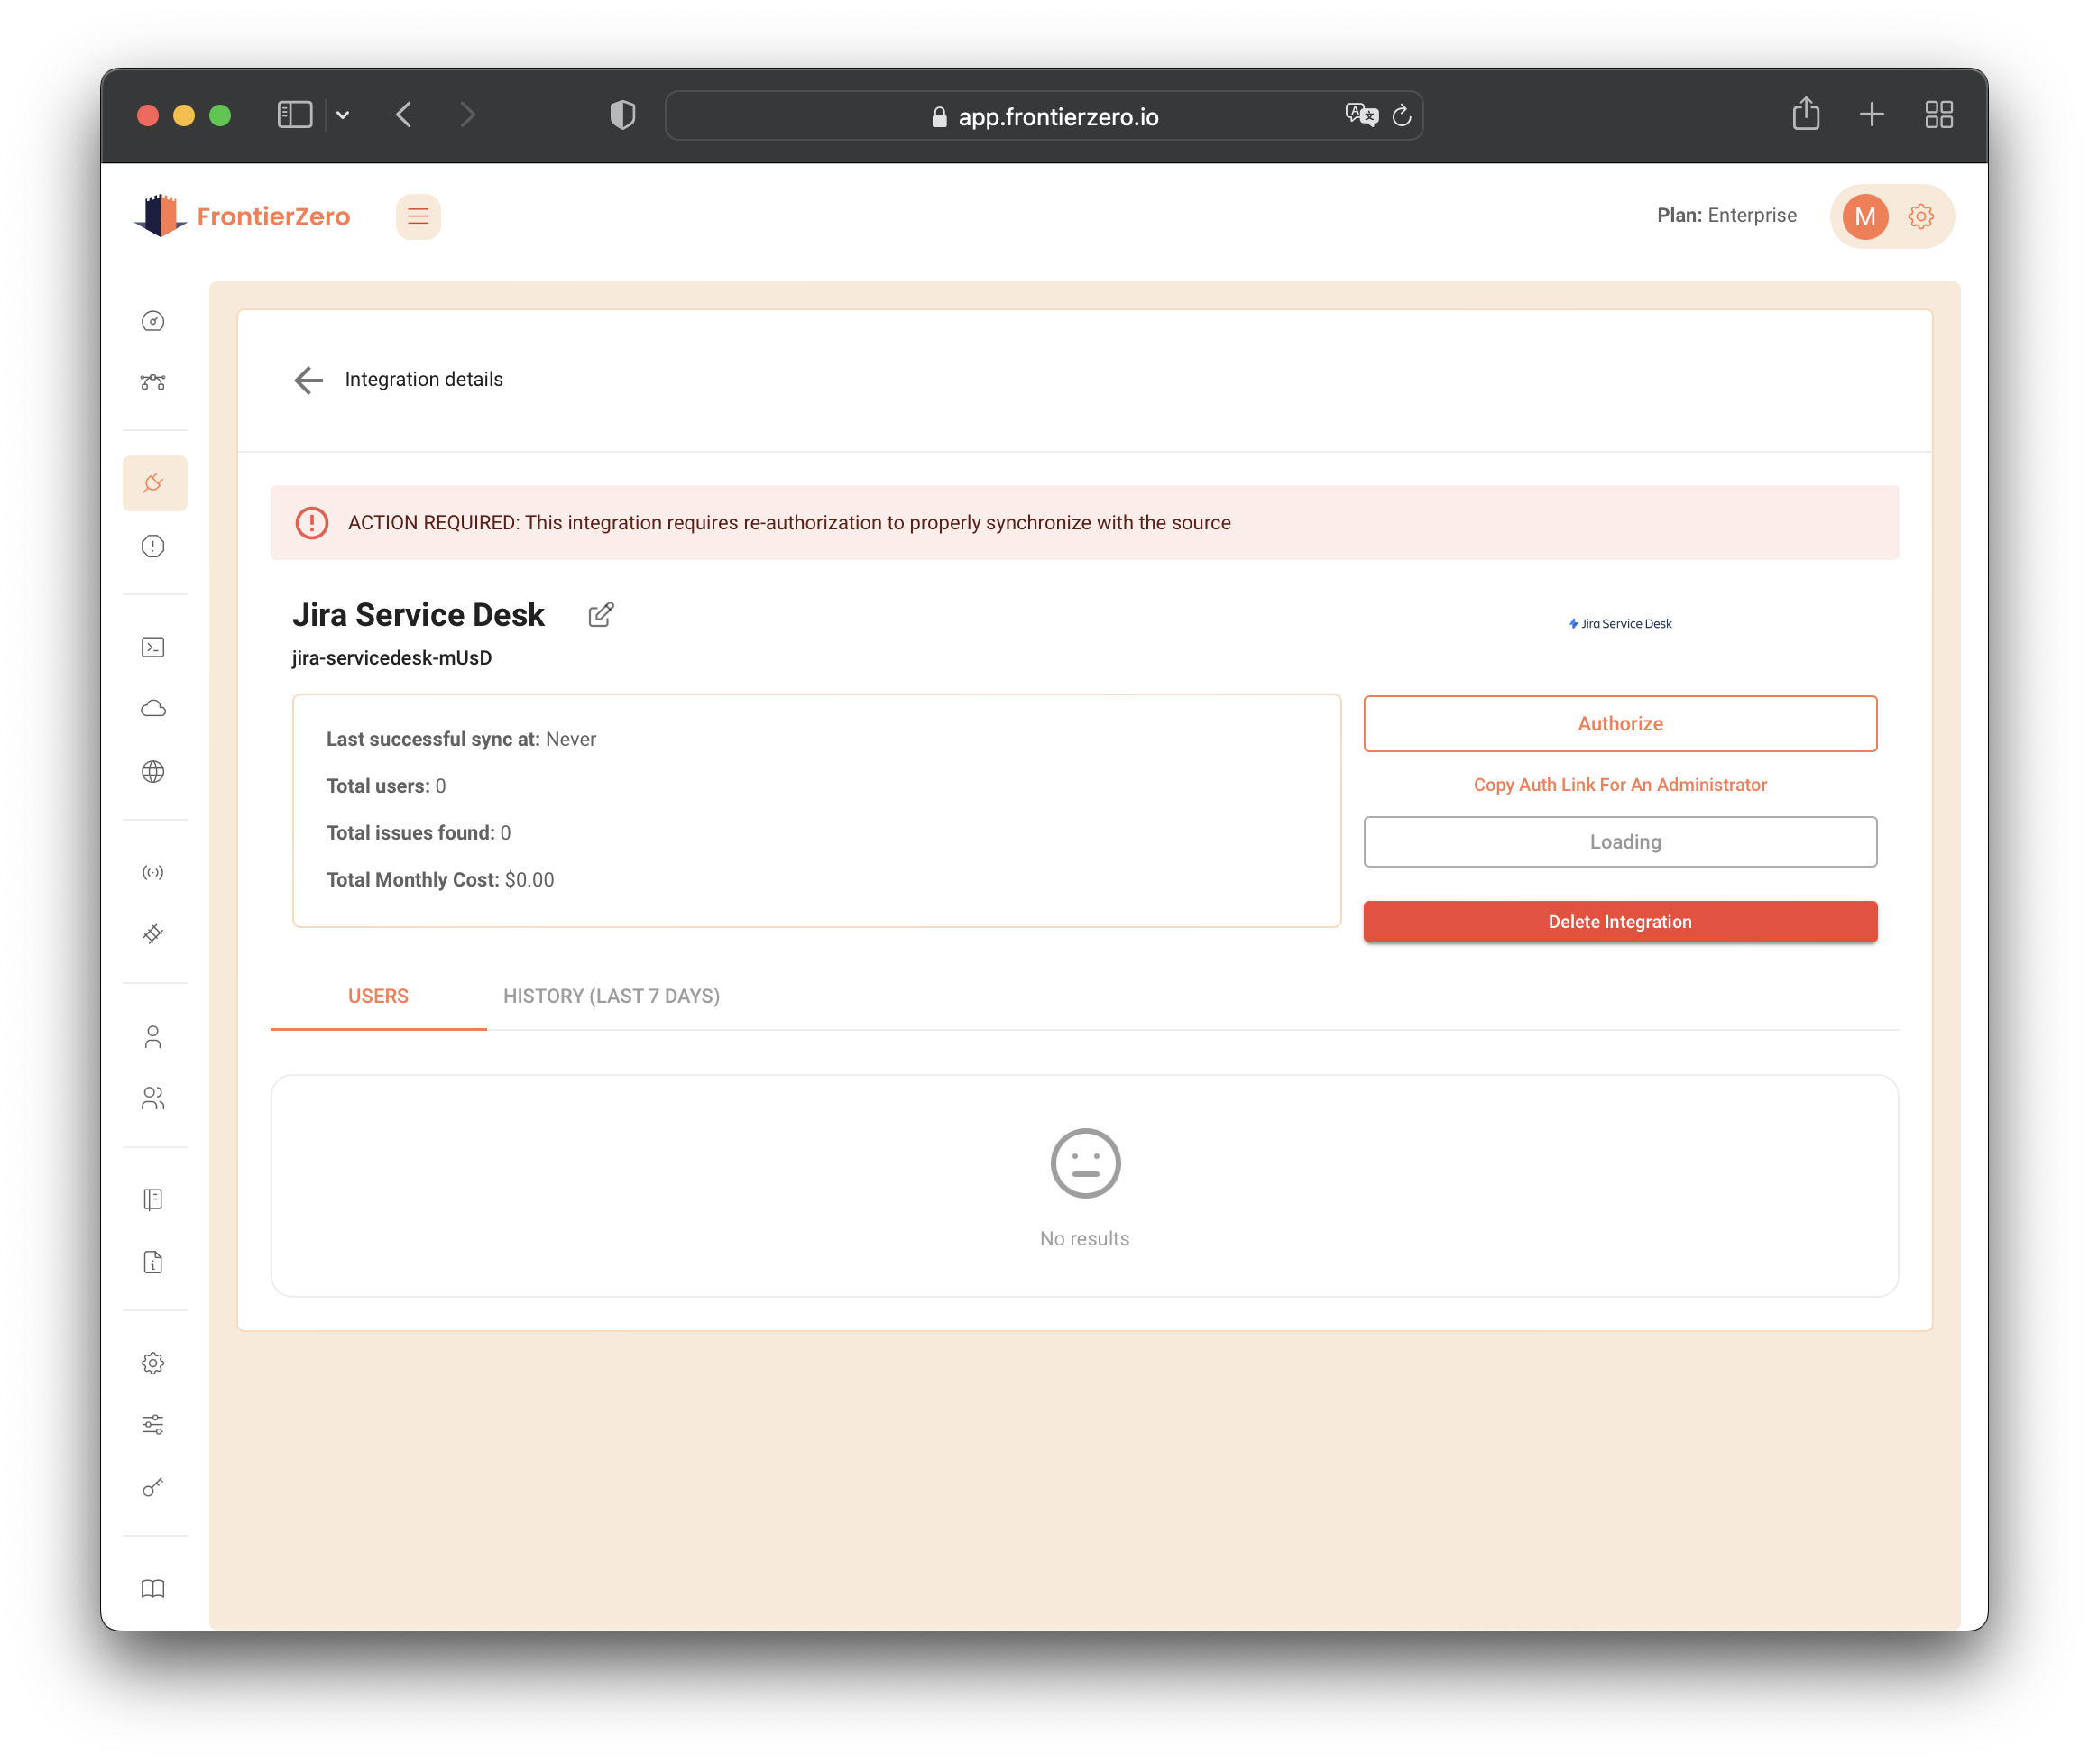 app.frontierzero.io
FrontierZero
Plan: Enterprise
M
Integration details
ACTION REQUIRED: This integration requires re-authorization to properly synchronize with the source
Jira Service Desk
jira-servicedesk-mUsD
Jira Service Desk
Last successful sync at: Never
Total users: 0
Total issues found: 0
Total Monthly Cost: $0.00
Authorize
Copy Auth Link For An Administrator
Loading
Delete Integration
USERS
HISTORY (LAST 7 DAYS)
No results